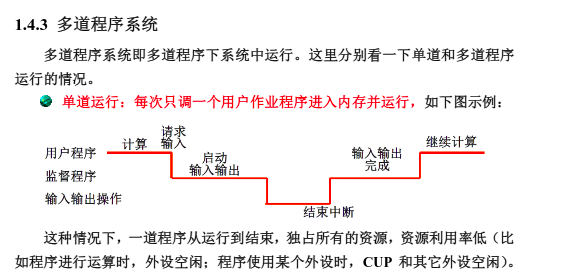 1.4.3 多道程序系统
多道程序系统即多道程序下系统中运行。这里分别看一下单道和多道程序
运行的情况。
单道运行：每次只调一个用户作业程序进入内存并运行，如下图示例：
用户程序 计算 请求 输入 继续计算
监督程序 启动 输入输出 输入输出 完成
输入输出操作
结束中断
这种情况下，一道程序从运行到结束，独占所有的资源，资源利用率低（比
如程序进行运算时，外设空闲；程序使用某个外设时，CUP 和其它外设空闲）。